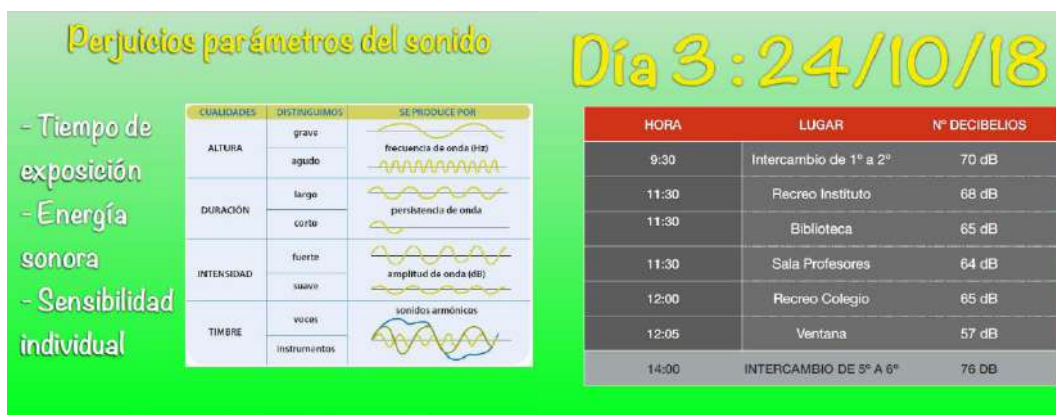 Perjuicios parámetros del sonido
- Tiempo de
exposición
- Energía
sonora
- Sensibilidad
individual
CUALIDADES DISTINGUIMOS SE PRODUCE POR
ALTURA
grave
agudo
frecuencia de onda (Hz)
DURACIÓN
largo
corto
persistencia de onda
INTENSIDAD
fuerte
suave
amplitud de onda (dB)
TIMBRE
voces
instrumentos
sonidos armónicos
Día 3 : 24/10/18
HORA LUGAR Nº DECIBELIOS
9:30 Intercambio de 1º a 2º 70 dB
11:30 Recreo Instituto 68 dB
11:30 Biblioteca 65 dB
11:30 Sala Profesores 64 dB
12:00 Recreo Colegio 65 dB
12:05 Ventana 57 dB
14:00 INTERCAMBIO DE 5º A 6º 76 DB